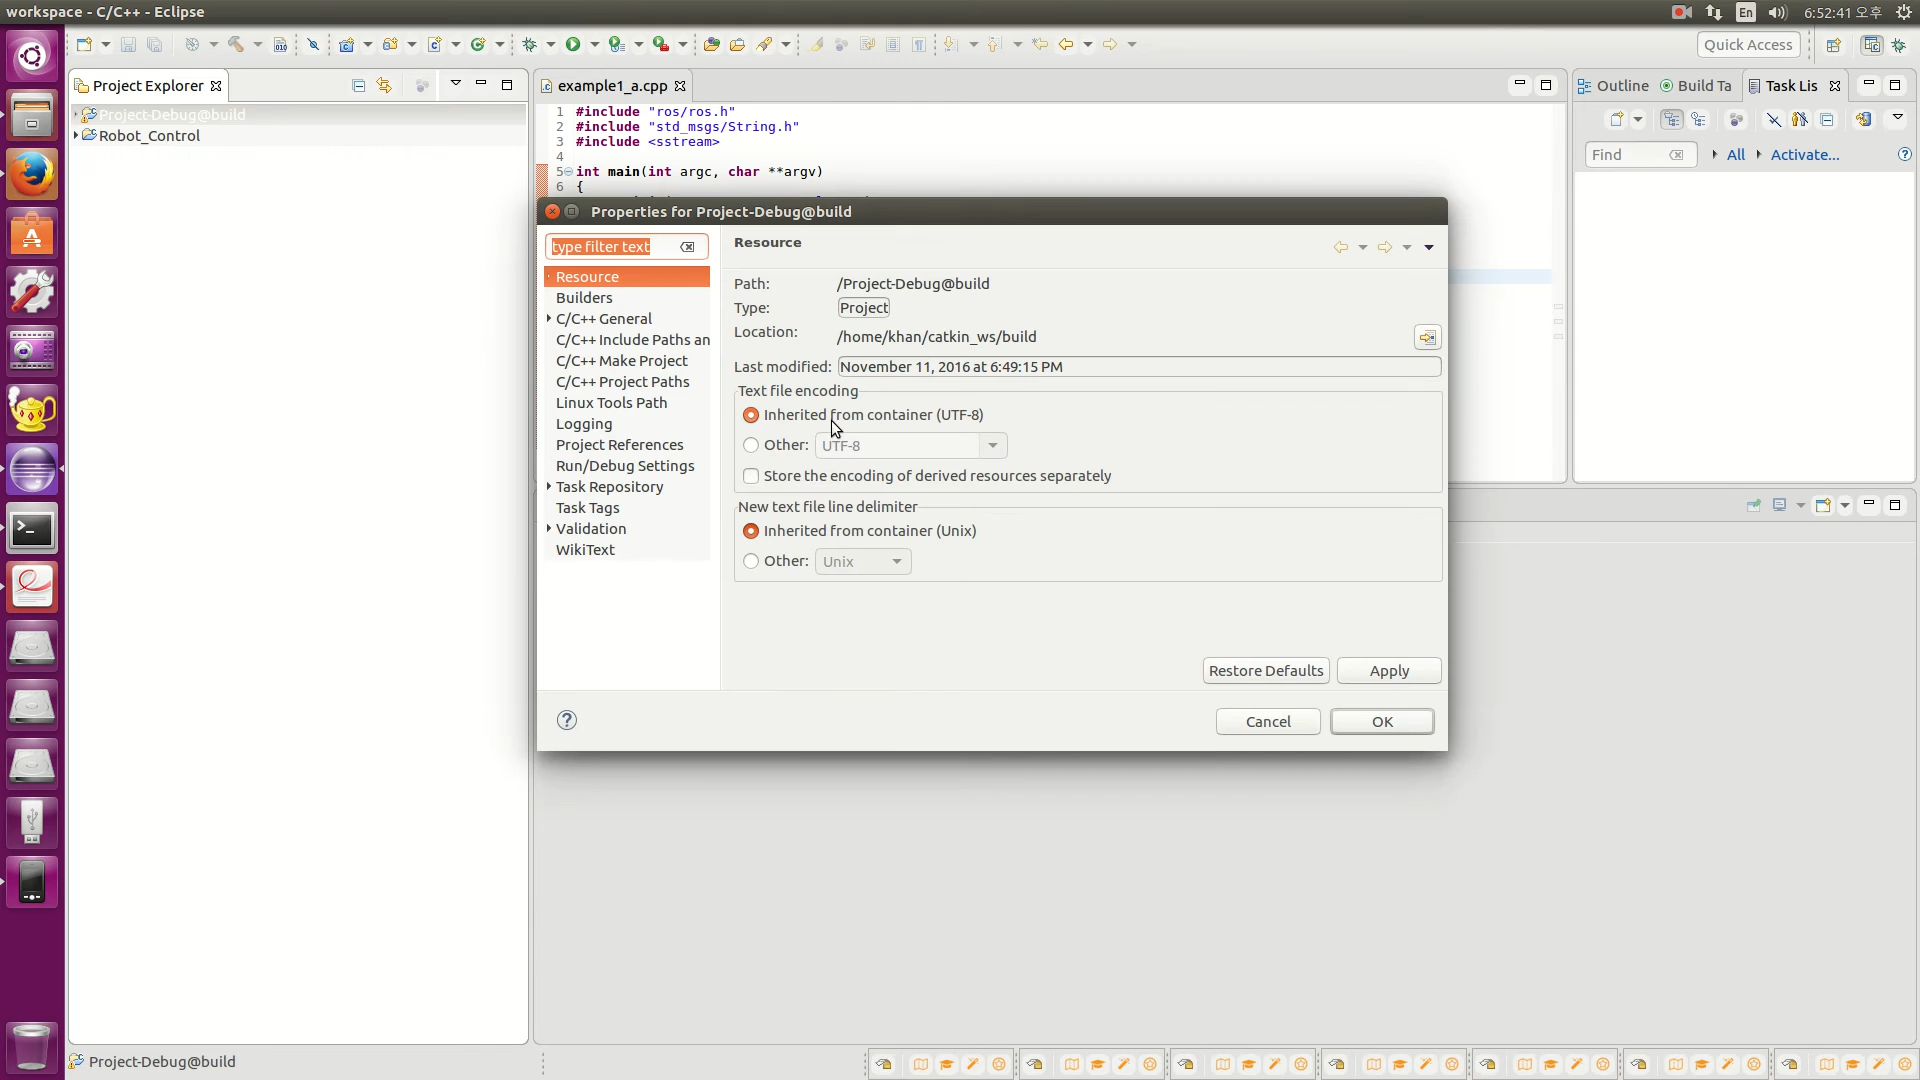 workspace - C/C++ - Eclipse
En
6:52:41 오후
Quick Access
Project Explorer
example1_a.cpp
Outline
Build Ta
Task Lis
Project-Debug@build
Robot_Control
1 #include "ros/ros.h"
2 #include "std_msgs/String.h"
3 #include <sstream>
4
5 int main(int argc, char **argv)
6 {
Find
All
Activate...
Properties for Project-Debug@build
type filter text
Resource
Builders
C/C++ General
C/C++ Include Paths an
C/C++ Make Project
C/C++ Project Paths
Linux Tools Path
Logging
Project References
Run/Debug Settings
Task Repository
Task Tags
Validation
WikiText
Resource
Path: /Project-Debug@build
Type: Project
Location: /home/khan/catkin_ws/build
Last modified: November 11, 2016 at 6:49:15 PM
Text file encoding
Inherited from container (UTF-8)
Other: UTF-8
Store the encoding of derived resources separately
New text file line delimiter
Inherited from container (Unix)
Other: Unix
Restore Defaults
Apply
Cancel
OK
Project-Debug@build